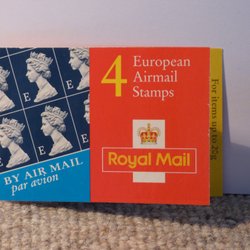 E E
E E
BY AIR MAIL
par avion
4 European
Airmail
Stamps
Royal Mail
For items up to 20g